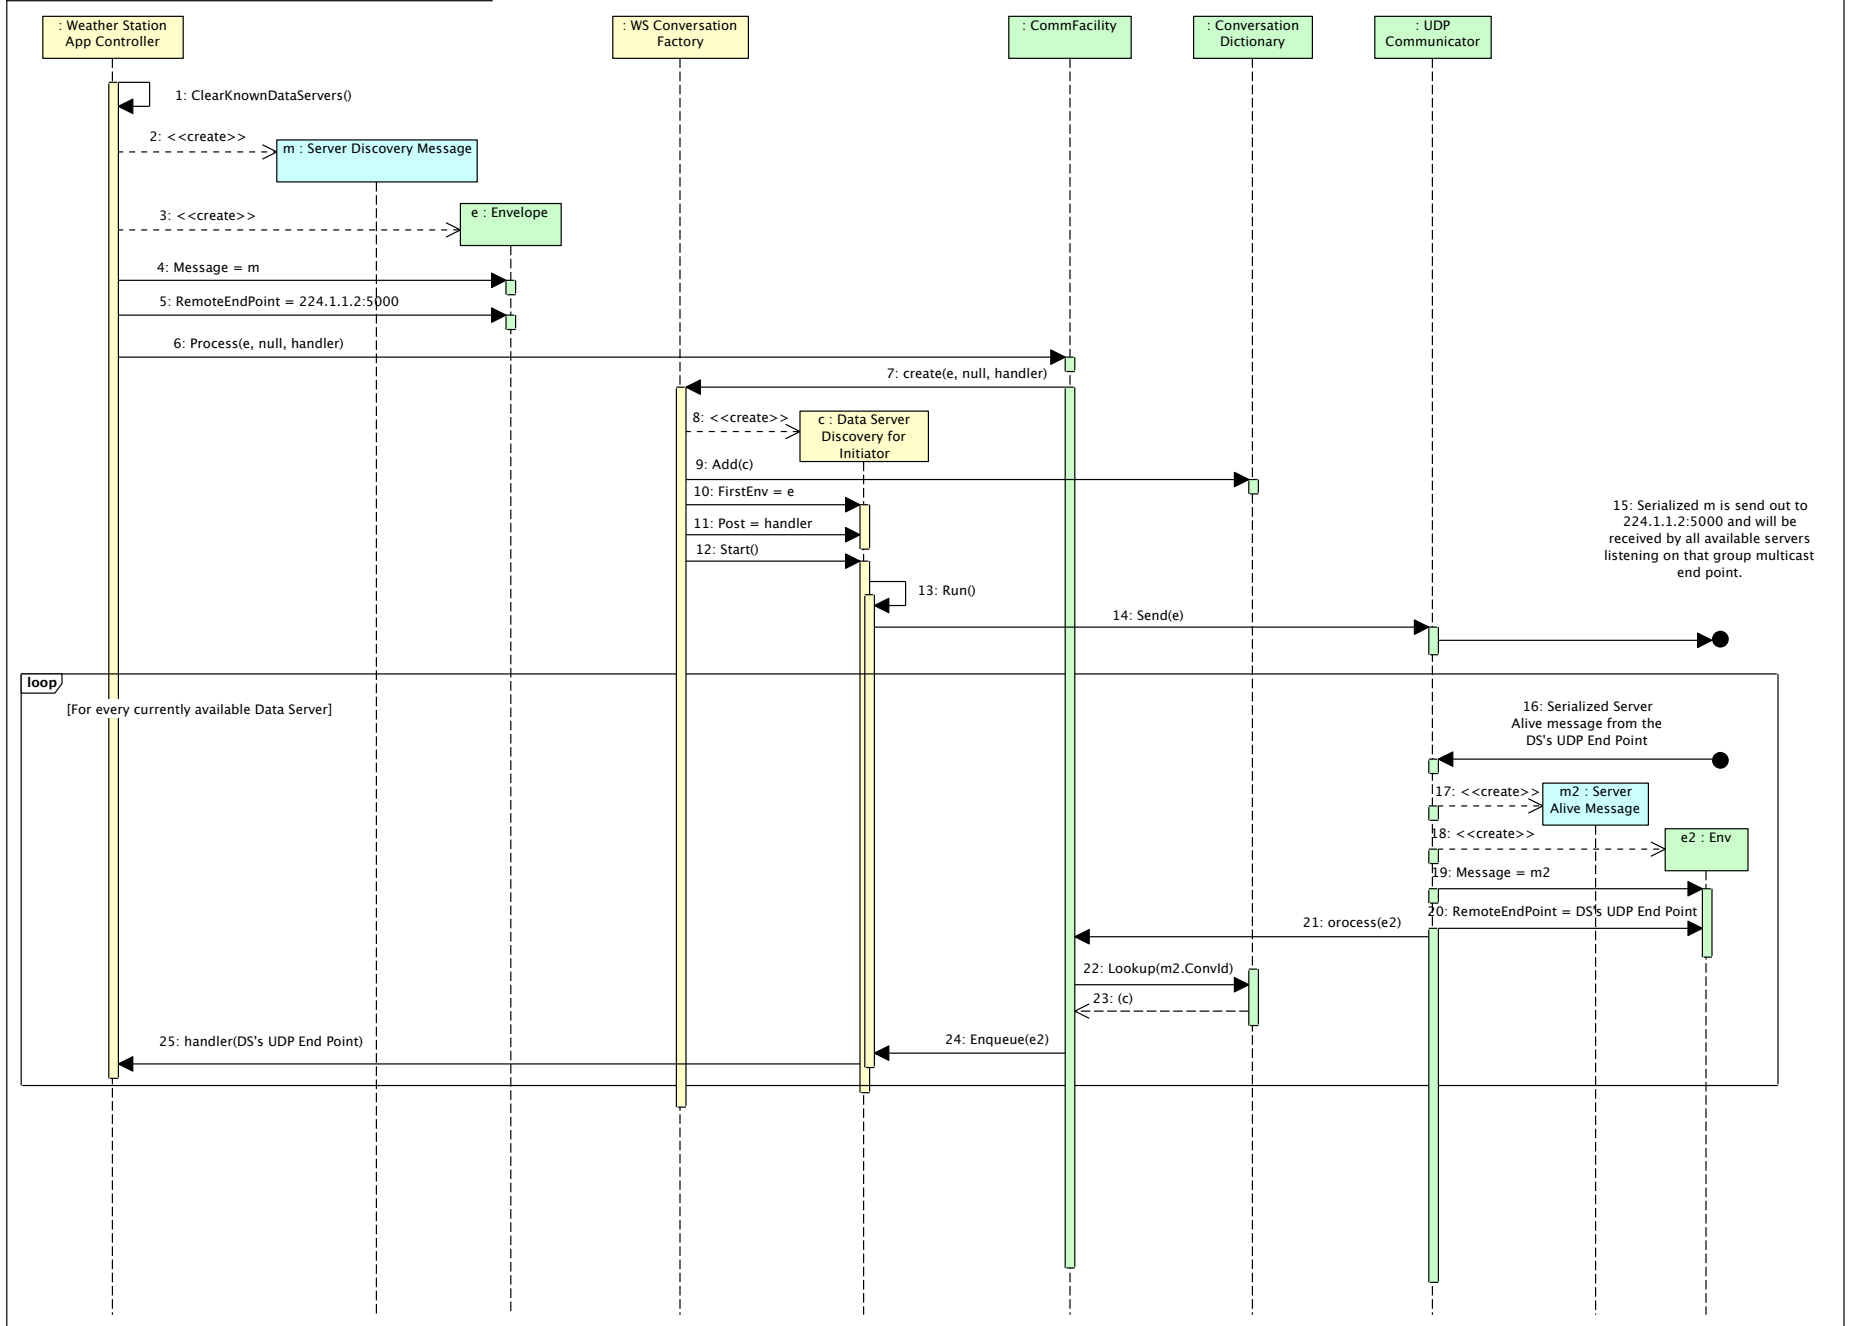 : Weather Station
App Controller
: WS Conversation
Factory
: CommFacility
: Conversation
Dictionary
: UDP
Communicator
1: ClearKnownDataServers()
2: <<create>>
m : Server Discovery Message
3: <<create>>
e : Envelope
4: Message = m
5: RemoteEndPoint = 224.1.1.2:5000
6: Process(e, null, handler)
7: create(e, null, handler)
8: <<create>>
c : Data Server
Discovery for
Initiator
9: Add(c)
10: FirstEnv = e
11: Post = handler
12: Start()
13: Run()
14: Send(e)
15: Serialized m is send out to
224.1.1.2:5000 and will be
received by all available servers
listening on that group multicast
end point.
loop
[For every currently available Data Server]
16: Serialized Server
Alive message from the
DS's UDP End Point
17: <<create>>
m2 : Server
Alive Message
18: <<create>>
e2 : Env
19: Message = m2
20: RemoteEndPoint = DS's UDP End Point
21: orocess(e2)
22: Lookup(m2.ConvId)
23: (c)
24: Enqueue(e2)
25: handler(DS's UDP End Point)